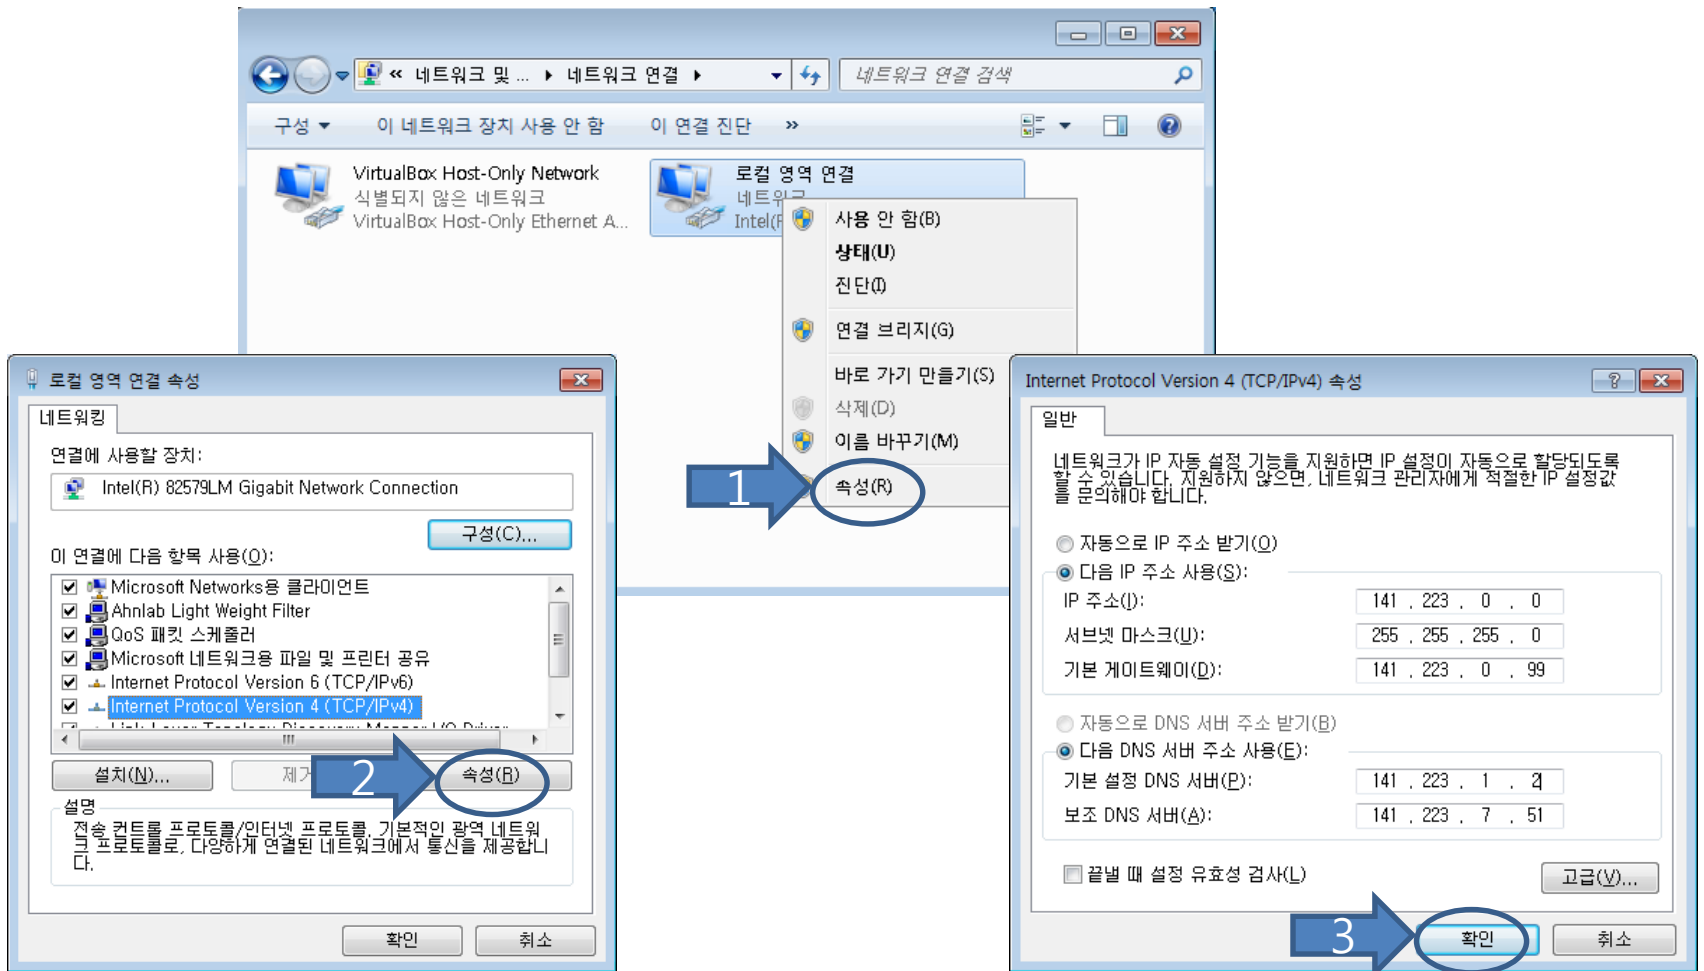 « 네트워크 및 ... ▸ 네트워크 연결 ▸
네트워크 연결 검색
구성 ▼ 이 네트워크 장치 사용 안 함 이 연결 진단 »
VirtualBox Host-Only Network
식별되지 않은 네트워크
VirtualBox Host-Only Ethernet A...
로컬 영역 연결
네트워크
Intel(R
사용 안 함(B)
상태(U)
진단(I)
연결 브리지(G)
바로 가기 만들기(S)
삭제(D)
이름 바꾸기(M)
1
속성(R)
로컬 영역 연결 속성
네트워킹
연결에 사용할 장치:
Intel(R) 82579LM Gigabit Network Connection
구성(C)...
이 연결에 다음 항목 사용(O):
Microsoft Networks용 클라이언트
Ahnlab Light Weight Filter
QoS 패킷 스케줄러
Microsoft 네트워크용 파일 및 프린터 공유
Internet Protocol Version 6 (TCP/IPv6)
Internet Protocol Version 4 (TCP/IPv4)
Link-Layer Topology Discovery Mapper I/O Driver
설치(N)... 제거 2 속성(R)
설명
전송 컨트롤 프로토콜/인터넷 프로토콜. 기본적인 광역 네트워
크 프로토콜로, 다양하게 연결된 네트워크에서 통신을 제공합니
다.
확인 취소
Internet Protocol Version 4 (TCP/IPv4) 속성
일반
네트워크가 IP 자동 설정 기능을 지원하면 IP 설정이 자동으로 할당되도록
할 수 있습니다. 지원하지 않으면, 네트워크 관리자에게 적절한 IP 설정값
을 문의해야 합니다.
자동으로 IP 주소 받기(O)
다음 IP 주소 사용(S):
IP 주소(I): 141 . 223 . 0 . 0
서브넷 마스크(U): 255 . 255 . 255 . 0
기본 게이트웨이(D): 141 . 223 . 0 . 99
자동으로 DNS 서버 주소 받기(B)
다음 DNS 서버 주소 사용(E):
기본 설정 DNS 서버(P): 141 . 223 . 1 . 2
보조 DNS 서버(A): 141 . 223 . 7 . 51
끝낼 때 설정 유효성 검사(L)
고급(V)...
3 확인 취소